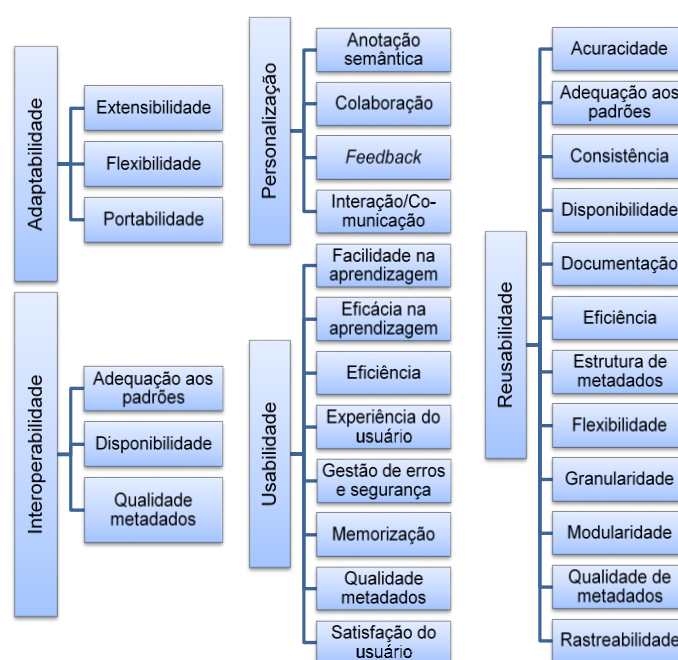 Adaptabilidade
Extensibilidade
Flexibilidade
Portabilidade
Interoperabilidade
Adequação aos
padrões
Disponibilidade
Qualidade
metadados
Personalização
Anotação
semântica
Colaboração
Feedback
Interação/Co-
municação
Usabilidade
Facilidade na
aprendizagem
Eficácia na
aprendizagem
Eficiência
Experiência do
usuário
Gestão de erros
e segurança
Memorização
Qualidade
metadados
Satisfação do
usuário
Reusabilidade
Acuracidade
Adequação aos
padrões
Consistência
Disponibilidade
Documentação
Eficiência
Estrutura de
metadados
Flexibilidade
Granularidade
Modularidade
Qualidade de
metadados
Rastreabilidade